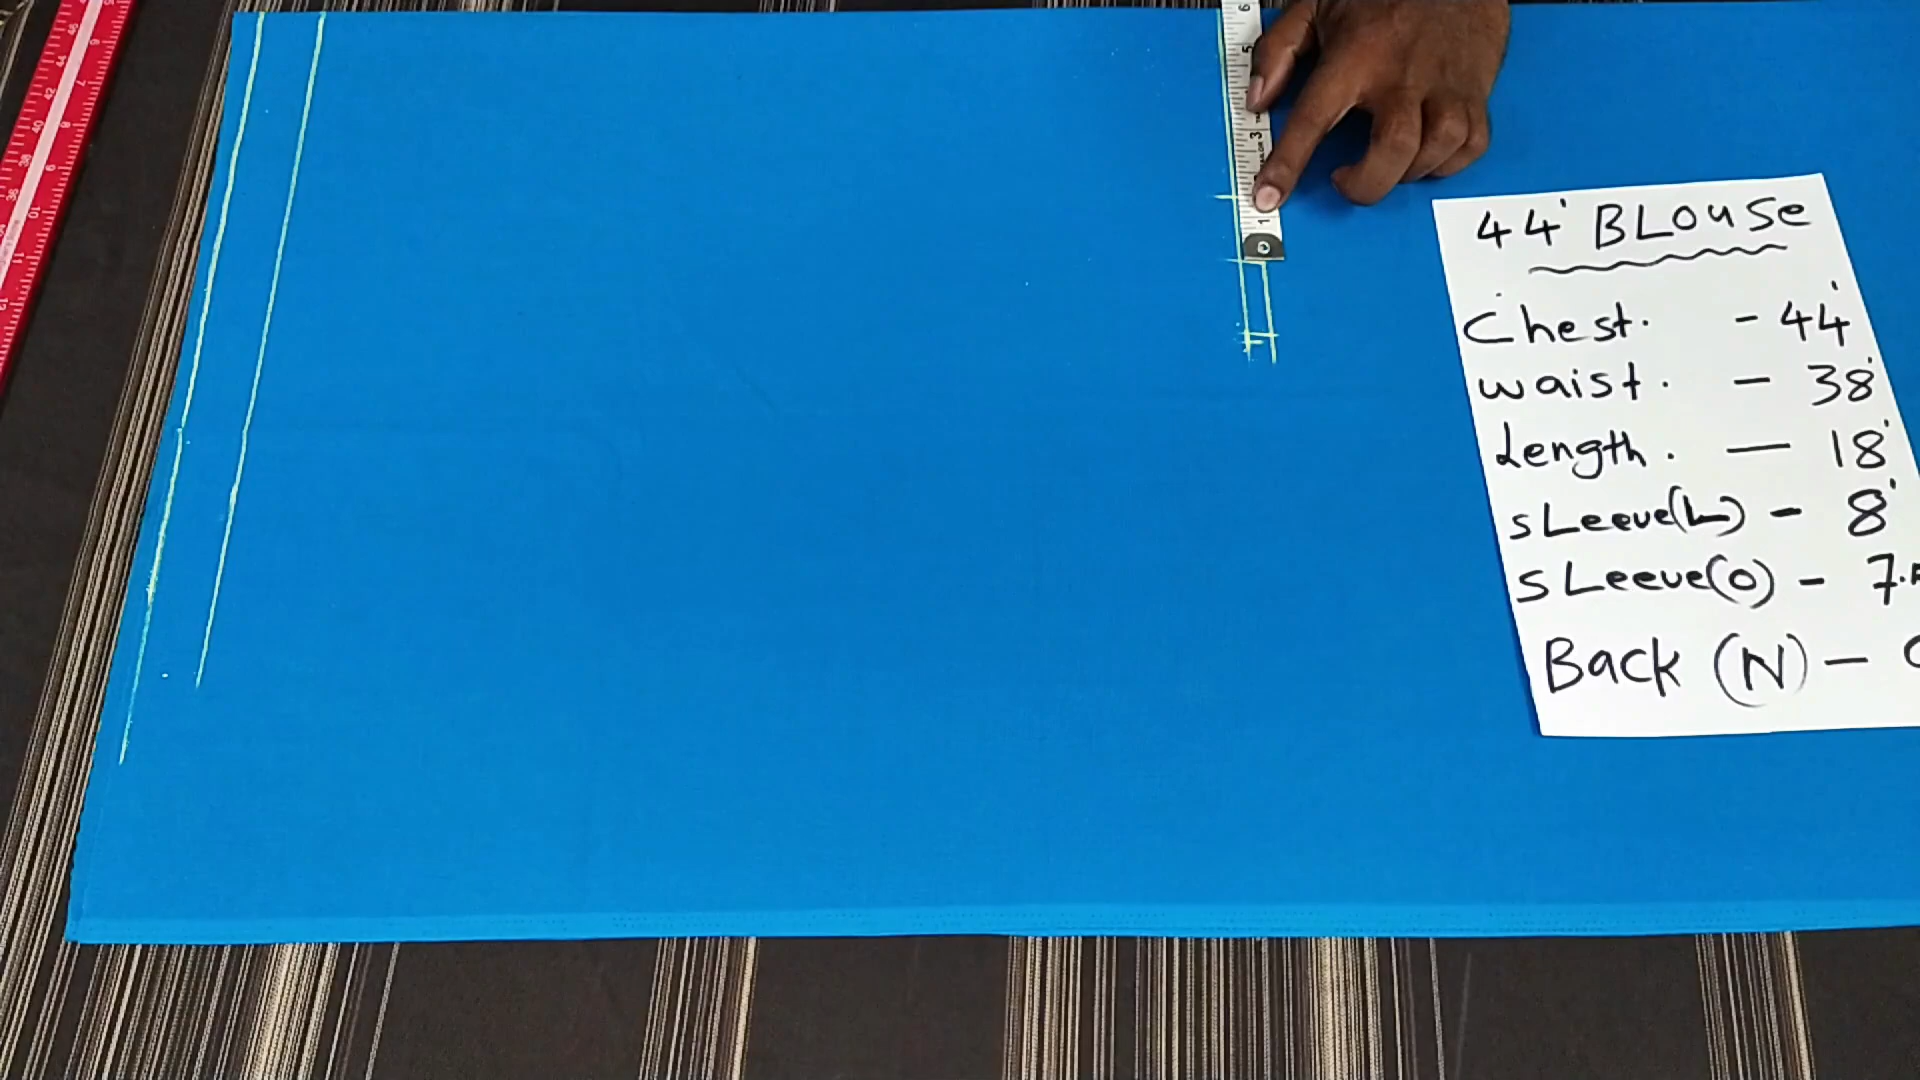 44' BLOUSE
Chest. - 44'
waist. - 38'
Length. — 18'
sLeeve(L) - 8'
sLeeve(O) - 7.
Back (N) -